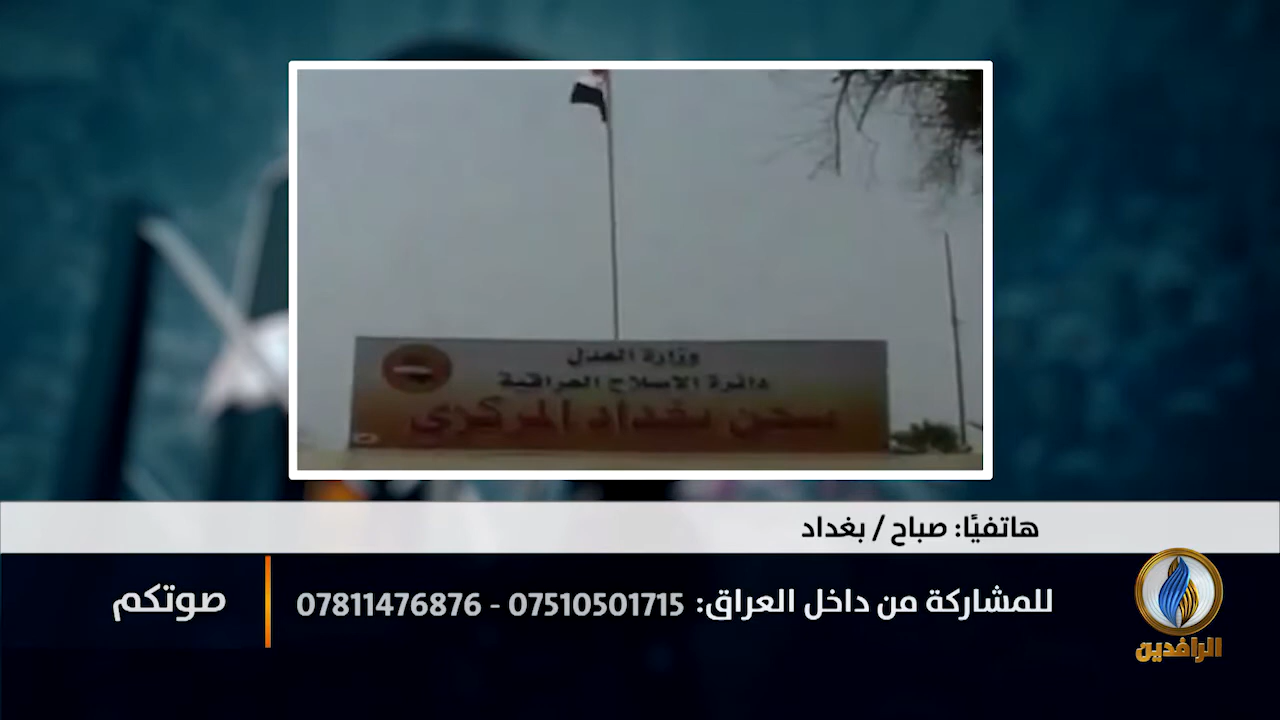 وزارة العدل
دائرة الاصلاح العراقية
سجن بغداد المركزي
هاتفيًا: صباح / بغداد
للمشاركة من داخل العراق: 07510501715 - 07811476876
صوتكم
الرافدين